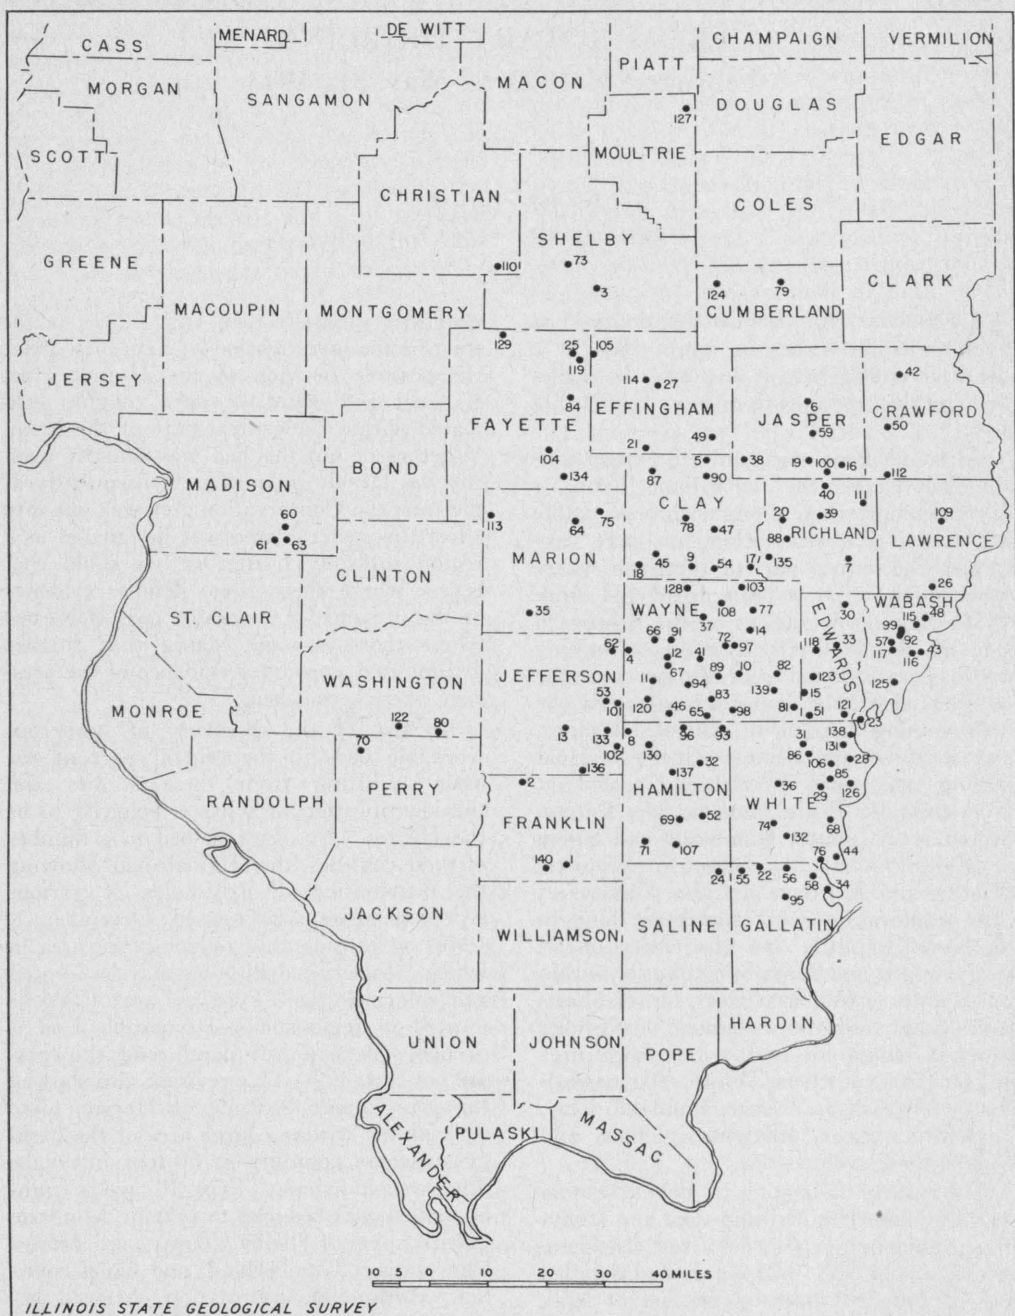 DE WITT
MENARD
CHAMPAIGN
VERMILION
CASS
PIATT
MORGAN
MACON
SANGAMON
DOUGLAS
127
EDGAR
SCOTT
MOULTRIE
CHRISTIAN
COLES
SHELBY
GREENE
110
73
3
124
79
CLARK
MACOUPIN
MONTGOMERY
CUMBERLAND
129
25
105
119
JERSEY
114
27
42
84
EFFINGHAM
6
CRAWFORD
FAYETTE
JASPER
59
50
21
49
104
BOND
5
38
19
100
16
134
87
90
40
112
MADISON
CLAY
111
60
113
75
78
47
20
39
109
61
63
88
RICHLAND
LAWRENCE
MARION
18
45
9
54
17
135
7
CLINTON
128
103
26
WAYNE
108
77
WABASH
ST. CLAIR
35
37
115
48
66
91
72
14
EDWARDS
99
62
4
12
41
97
118
33
57
92
117
116
43
67
89
10
82
JEFFERSON
11
94
139
123
125
WASHINGTON
53
101
120
83
15
MONROE
46
65
98
81
51
121
23
122
80
13
133
8
96
93
31
138
70
102
130
86
131
32
106
28
136
137
85
2
HAMILTON
36
29
126
RANDOLPH
PERRY
WHITE
FRANKLIN
69
52
74
68
132
71
107
76
44
140
1
24
55
22
56
58
34
95
JACKSON
WILLIAMSON
SALINE
GALLATIN
HARDIN
UNION
JOHNSON
POPE
ALEXANDER
PULASKI
MASSAC
10 5 0 10 20 40 MILES
ILLINOIS STATE GEOLOGICAL SURVEY